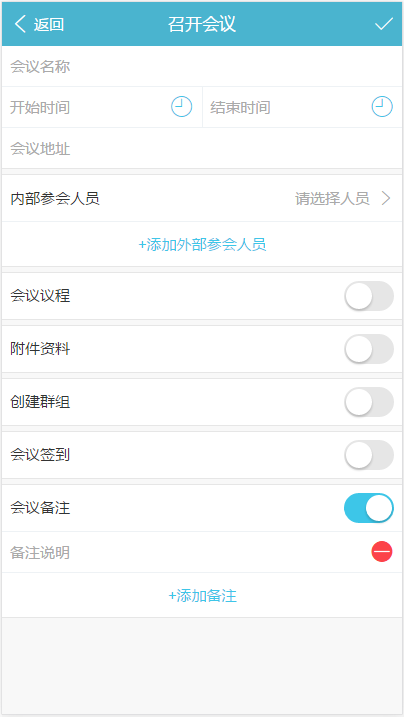 返回 召开会议
会议名称
开始时间 结束时间
会议地址
内部参会人员 请选择人员
+添加外部参会人员
会议议程
附件资料
创建群组
会议签到
会议备注
备注说明
+添加备注